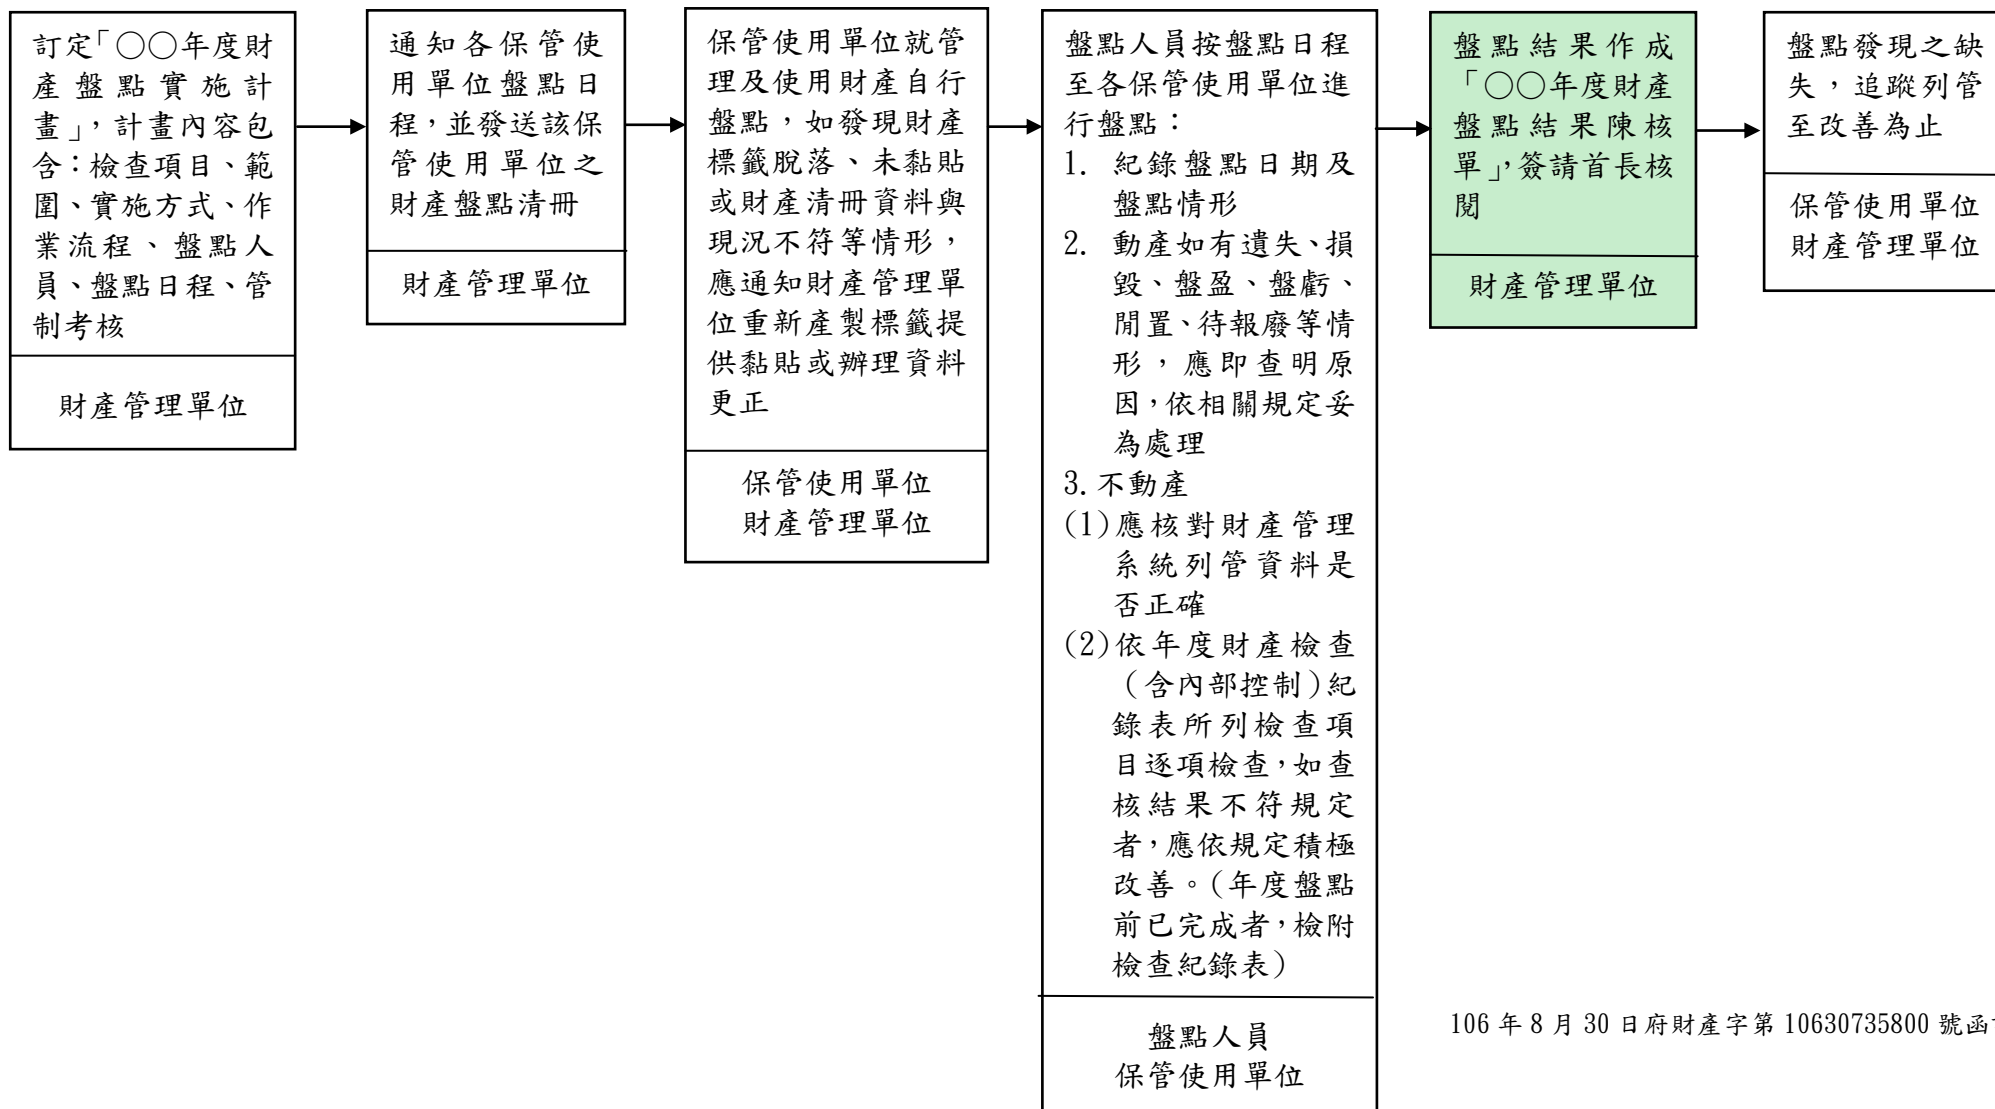 訂定「○○年度財
產盤點實施計
畫」，計畫內容包
含：檢查項目、範
圍、實施方式、作
業流程、盤點人
員、盤點日程、管
制考核
財產管理單位
通知各保管使
用單位盤點日
程，並發送該保
管使用單位之
財產盤點清冊
財產管理單位
保管使用單位就管
理及使用財產自行
盤點，如發現財產
標籤脫落、未黏貼
或財產清冊資料與
現況不符等情形，
應通知財產管理單
位重新產製標籤提
供黏貼或辦理資料
更正
保管使用單位
財產管理單位
盤點人員按盤點日程
至各保管使用單位進
行盤點：
1. 紀錄盤點日期及
盤點情形
2. 動產如有遺失、損
毀、盤盈、盤虧、
閒置、待報廢等情
形，應即查明原
因，依相關規定妥
為處理
3.不動產
(1)應核對財產管理
系統列管資料是
否正確
(2)依年度財產檢查
（含內部控制）紀
錄表所列檢查項
目逐項檢查，如查
核結果不符規定
者，應依規定積極
改善。（年度盤點
前已完成者，檢附
檢查紀錄表）
盤點人員
保管使用單位
盤點結果作成
「○○年度財產
盤點結果陳核
單」，簽請首長核
閱
財產管理單位
盤點發現之缺
失，追蹤列管
至改善為止
保管使用單位
財產管理單位
106 年 8 月 30 日府財產字第 10630735800 號函